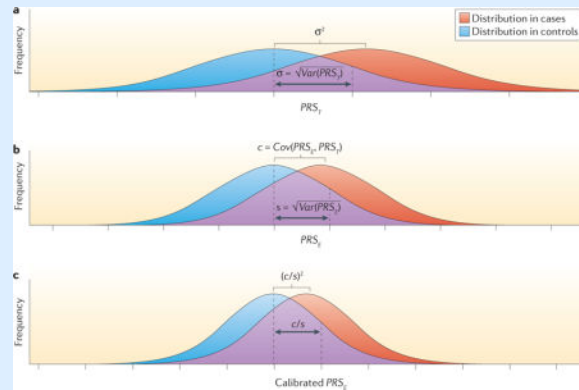 a
Distribution in cases
Distribution in controls
σ²
σ = √Var(PRS_T)
Frequency
PRS_T
b
c = Cov(PRS_E, PRS_T)
s = √Var(PRS_E)
Frequency
PRS_E
c
(c/s)²
c/s
Frequency
Calibrated PRS_E